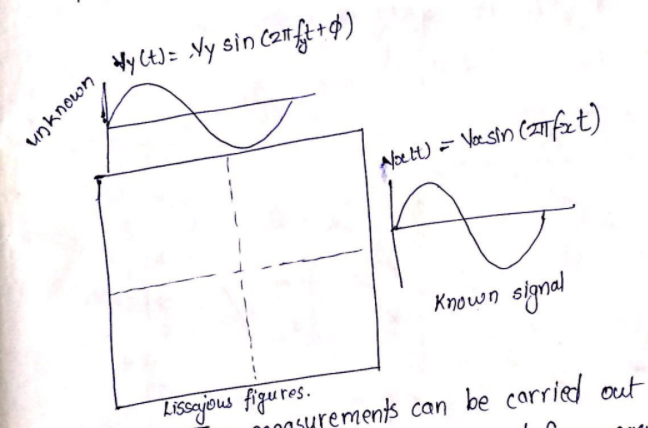 Vy(t) = Vy sin (2πfyt + φ)
unknown
Vx(t) = Vx sin (2πfxt)
Known signal
Lissajous figures.
measurements can be carried out